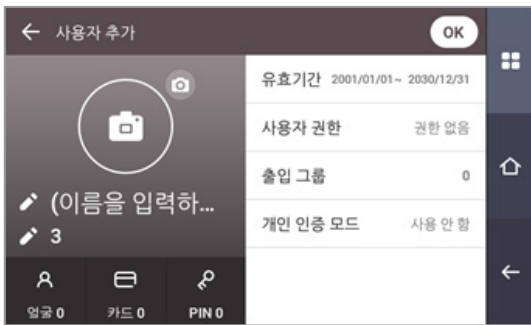 사용자 추가
OK
(이름을 입력하...
3
얼굴 0
카드 0
PIN 0
유효기간 2001/01/01~ 2030/12/31
사용자 권한 권한 없음
출입 그룹 0
개인 인증 모드 사용 안 함